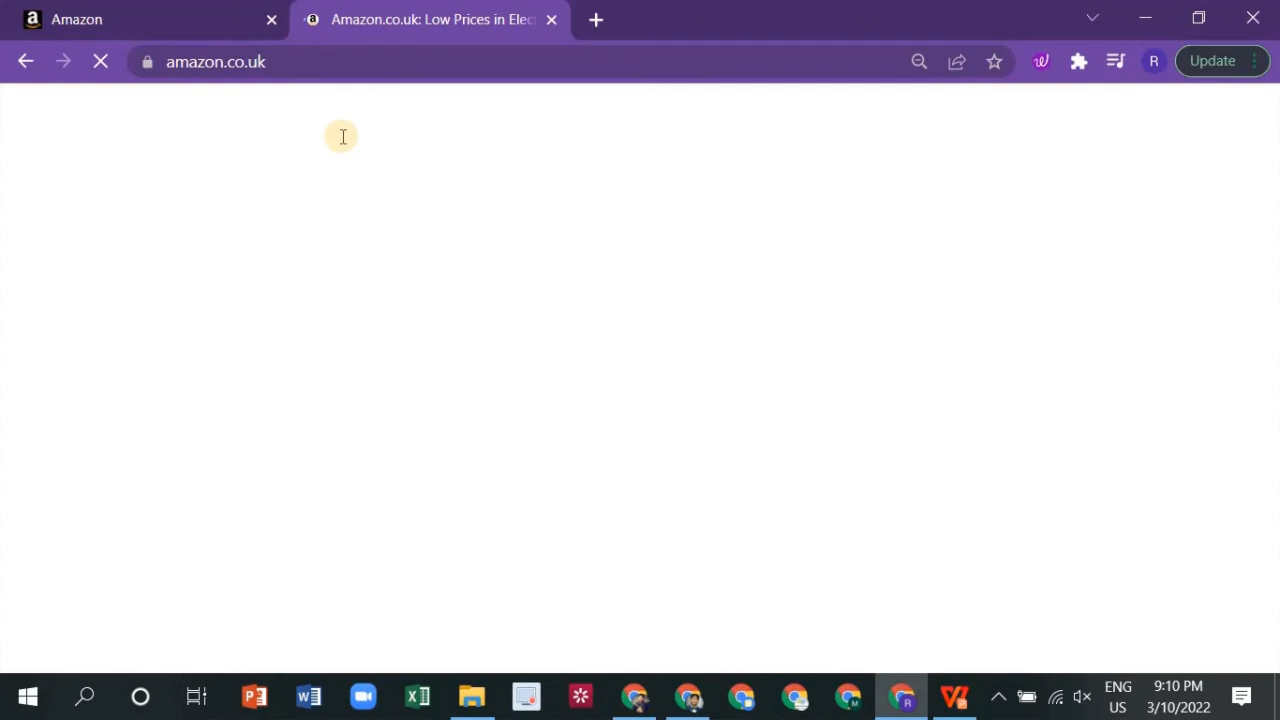 Amazon
Amazon.co.uk: Low Prices in Elec
amazon.co.uk
R
Update
ENG
US
9:10 PM
3/10/2022